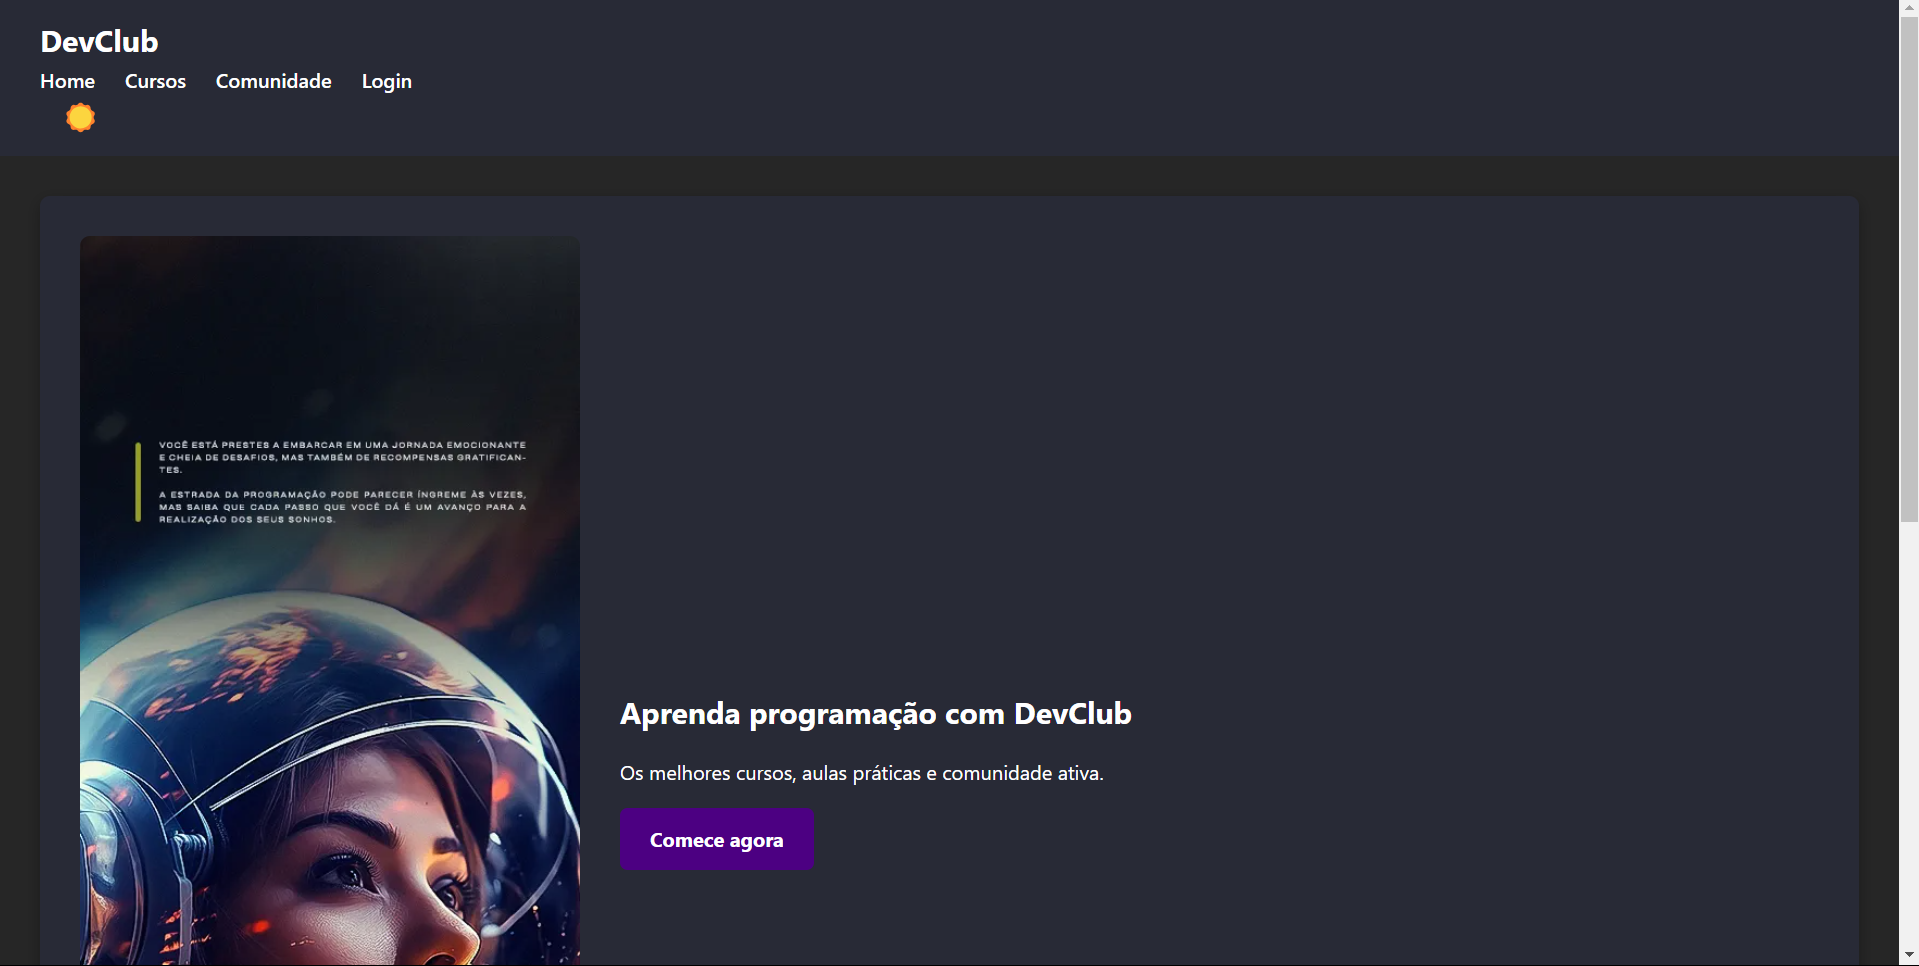 DevClub
Home Cursos Comunidade Login
VOCÊ ESTÁ PRESTES A EMBARCAR EM UMA JORNADA EMOCIONANTE
E CHEIA DE DESAFIOS, MAS TAMBÉM DE RECOMPENSAS GRATIFICAN-
TES.
A ESTRADA DA PROGRAMAÇÃO PODE PARECER ÍNGREME ÀS VEZES,
MAS SAIBA QUE CADA PASSO QUE VOCÊ DÁ É UM AVANÇO PARA A
REALIZAÇÃO DOS SEUS SONHOS.
Aprenda programação com DevClub
Os melhores cursos, aulas práticas e comunidade ativa.
Comece agora